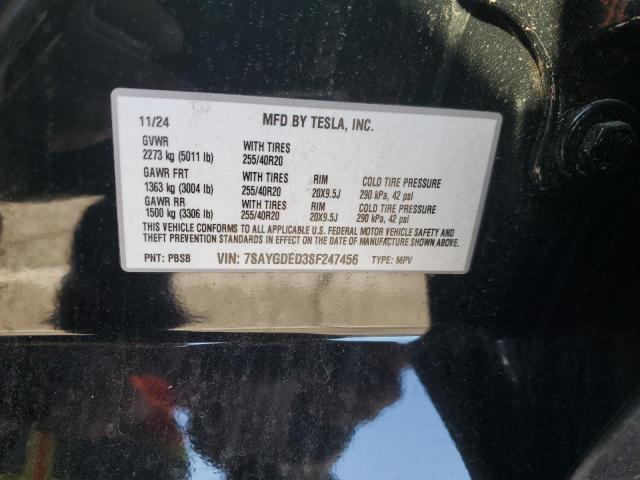 11/24 MFD BY TESLA, INC.
GVWR WITH TIRES
2273 kg (5011 lb) 255/40R20
GAWR FRT WITH TIRES RIM COLD TIRE PRESSURE
1363 kg (3004 lb) 255/40R20 20X9.5J 290 kPa, 42 psi
GAWR RR WITH TIRES RIM COLD TIRE PRESSURE
1500 kg (3306 lb) 255/40R20 20X9.5J 290 kPa, 42 psi
THIS VEHICLE CONFORMS TO ALL APPLICABLE U.S. FEDERAL MOTOR VEHICLE SAFETY AND
THEFT PREVENTION STANDARDS IN EFFECT ON THE DATE OF MANUFACTURE SHOWN ABOVE.
PNT: PBSB VIN: 7SAYGDED3SF247456 TYPE: MPV